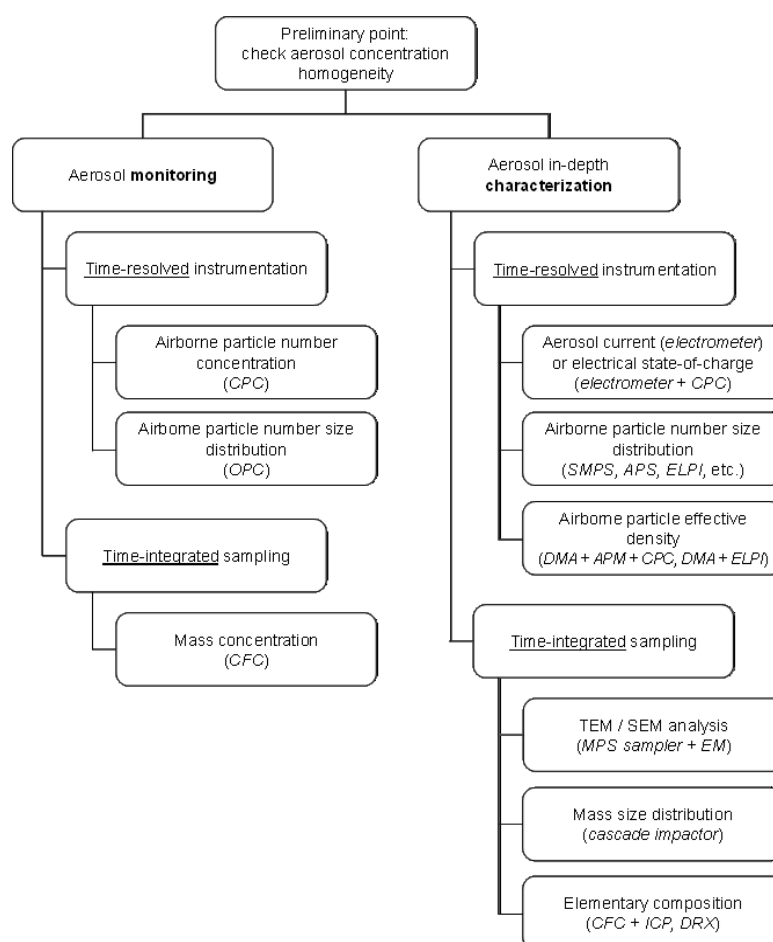 Preliminary point:
check aerosol concentration
homogeneity
Aerosol monitoring
Time-resolved instrumentation
Airborne particle number
concentration
(CPC)
Airborne particle number size
distribution
(OPC)
Time-integrated sampling
Mass concentration
(CFC)
Aerosol in-depth
characterization
Time-resolved instrumentation
Aerosol current (electrometer)
or electrical state-of-charge
(electrometer + CPC)
Airborne particle number size
distribution
(SMPS, APS, ELPI, etc.)
Airborne particle effective
density
(DMA + APM + CPC, DMA + ELPI)
Time-integrated sampling
TEM / SEM analysis
(MPS sampler + EM)
Mass size distribution
(cascade impactor)
Elementary composition
(CFC + ICP, DRX)